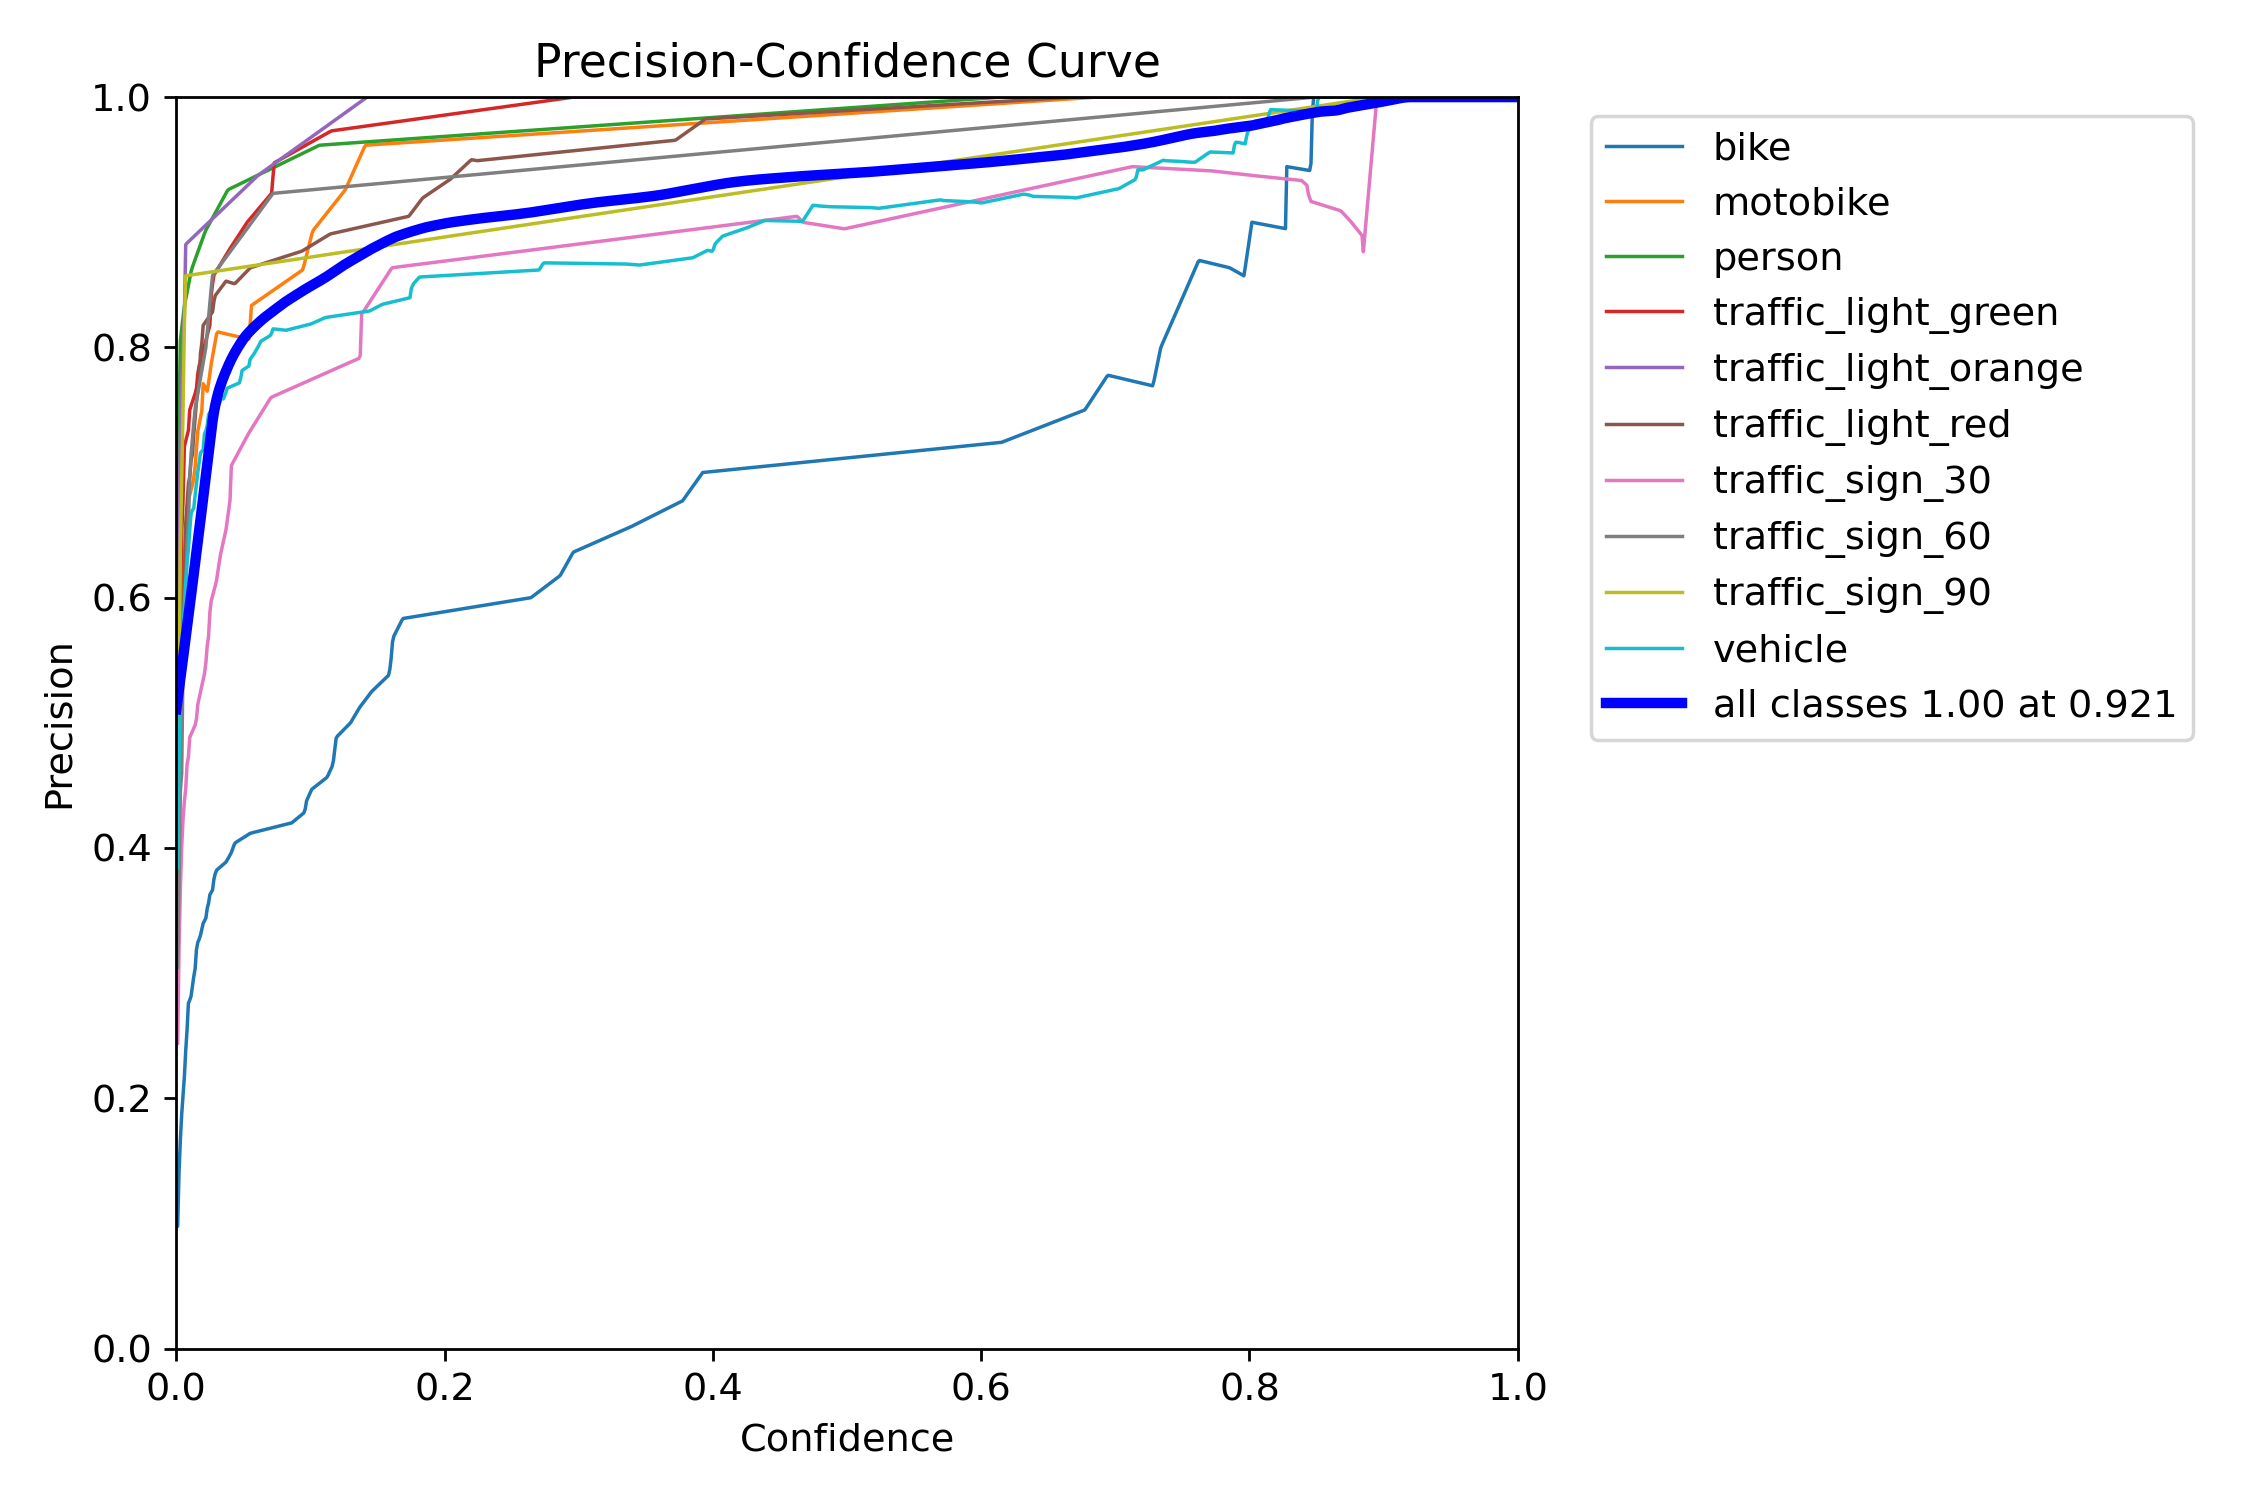 Precision-Confidence Curve
1.0
0.8
0.6
0.4
0.2
0.0
Precision
0.0 0.2 0.4 0.6 0.8 1.0
Confidence
bike
motobike
person
traffic_light_green
traffic_light_orange
traffic_light_red
traffic_sign_30
traffic_sign_60
traffic_sign_90
vehicle
all classes 1.00 at 0.921